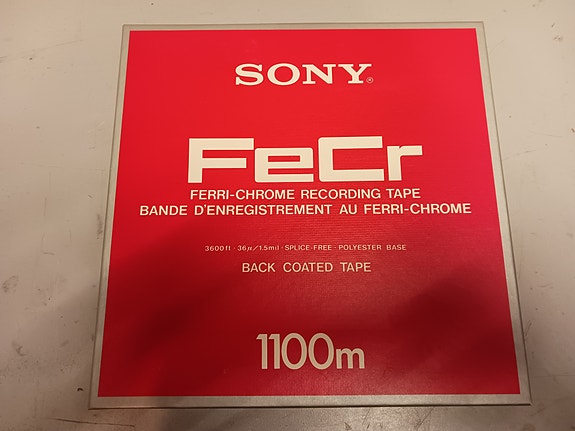 SONY®
FeCr
FERRI-CHROME RECORDING TAPE
BANDE D'ENREGISTREMENT AU FERRI-CHROME
3600ft · 36μ/1.5mil · SPLICE-FREE · POLYESTER BASE
BACK COATED TAPE
1100m